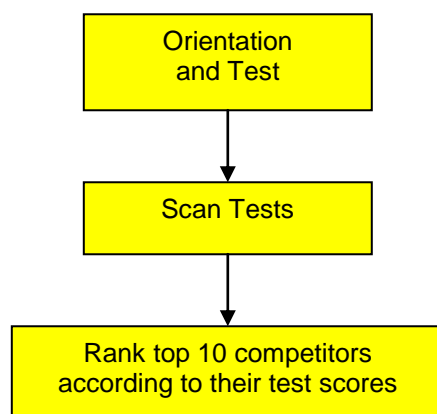 Orientation
and Test
Scan Tests
Rank top 10 competitors
according to their test scores